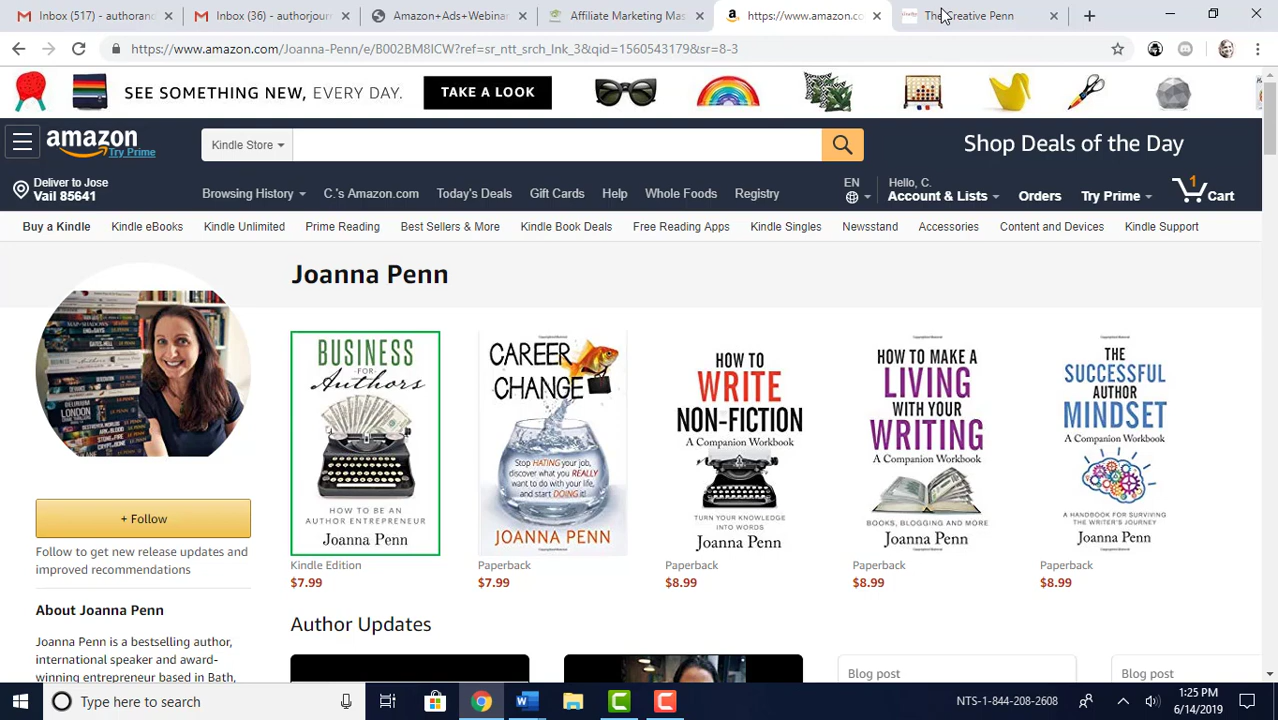 Inbox (517) - authorand
Inbox (36) - authorjour
Amazon+Ads+Webinar
Affiliate Marketing Mas
https://www.amazon.co
The Creative Penn
https://www.amazon.com/Joanna-Penn/e/B002BM8ICW?ref=sr_ntt_srch_lnk_3&qid=1560543179&sr=8-3
SEE SOMETHING NEW, EVERY DAY.
TAKE A LOOK
amazon
Try Prime
Kindle Store
Shop Deals of the Day
Deliver to Jose
Vail 85641
Browsing History
C.'s Amazon.com
Today's Deals
Gift Cards
Help
Whole Foods
Registry
EN
Hello, C.
Account & Lists
Orders
Try Prime
1
Cart
Buy a Kindle
Kindle eBooks
Kindle Unlimited
Prime Reading
Best Sellers & More
Kindle Book Deals
Free Reading Apps
Kindle Singles
Newsstand
Accessories
Content and Devices
Kindle Support
Joanna Penn
BUSINESS
FOR
Authors
HOW TO BE AN
AUTHOR ENTREPRENEUR
Joanna Penn
Kindle Edition
$7.99
CAREER
CHANGE
Stop HATING your job,
discover what you REALLY
want to do with your life,
and start DOING it!
JOANNA PENN
Paperback
$7.99
HOW TO
WRITE
NON-FICTION
A Companion Workbook
TURN YOUR KNOWLEDGE
INTO WORDS
Joanna Penn
Paperback
$8.99
HOW TO MAKE A
LIVING
WITH YOUR
WRITING
A Companion Workbook
BOOKS, BLOGGING AND MORE
Joanna Penn
Paperback
$8.99
THE
SUCCESSFUL
AUTHOR
MINDSET
A Companion Workbook
A HANDBOOK FOR SURVIVING
THE WRITER'S JOURNEY
Joanna Penn
Paperback
$8.99
+ Follow
Follow to get new release updates and
improved recommendations
About Joanna Penn
Joanna Penn is a bestselling author,
international speaker and award-
winning entrepreneur based in Bath,
Author Updates
Blog post
Blog post
Type here to search
NTS-1-844-208-2608
1:25 PM
6/14/2019